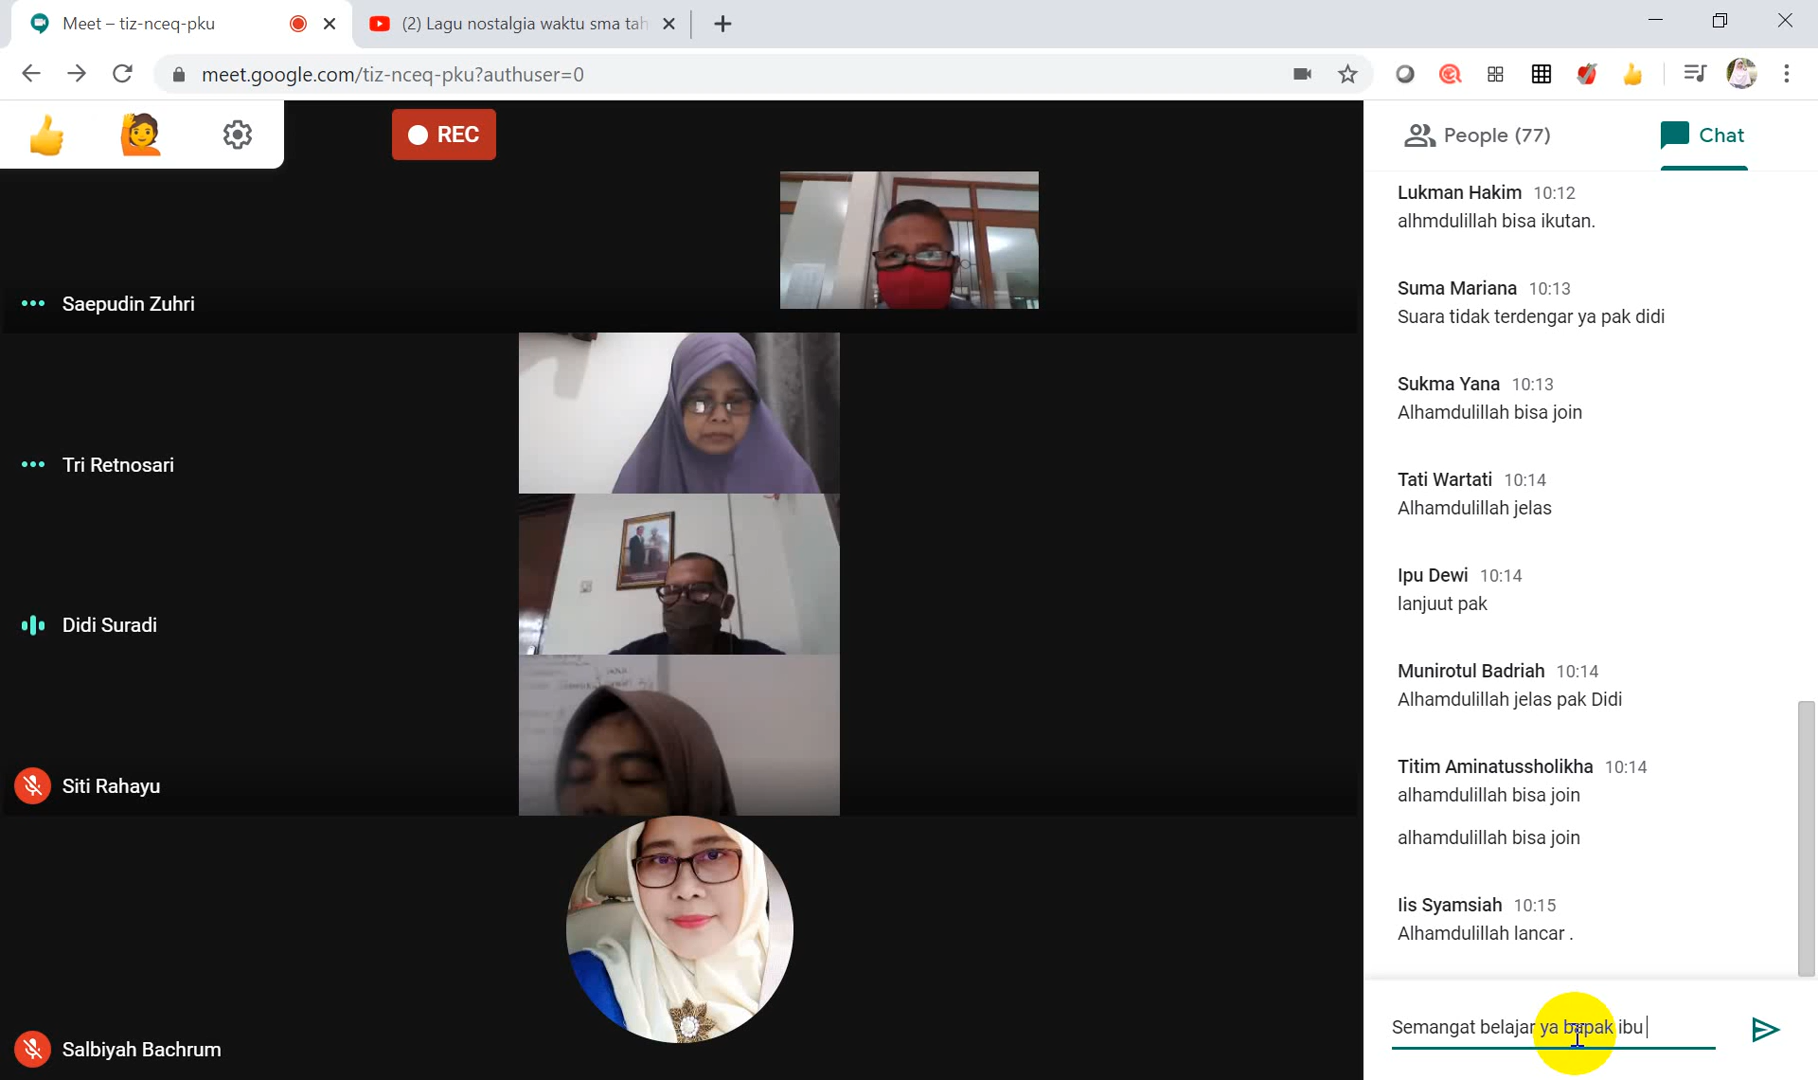 Meet – tiz-nceq-pku
(2) Lagu nostalgia waktu sma tah
meet.google.com/tiz-nceq-pku?authuser=0
REC
People (77)
Chat
Saepudin Zuhri
Tri Retnosari
Didi Suradi
Siti Rahayu
Salbiyah Bachrum
Lukman Hakim 10:12
alhmdulillah bisa ikutan.
Suma Mariana 10:13
Suara tidak terdengar ya pak didi
Sukma Yana 10:13
Alhamdulillah bisa join
Tati Wartati 10:14
Alhamdulillah jelas
Ipu Dewi 10:14
lanjuut pak
Munirotul Badriah 10:14
Alhamdulillah jelas pak Didi
Titim Aminatussholikha 10:14
alhamdulillah bisa join
alhamdulillah bisa join
Iis Syamsiah 10:15
Alhamdulillah lancar .
Semangat belajar ya bapak ibu